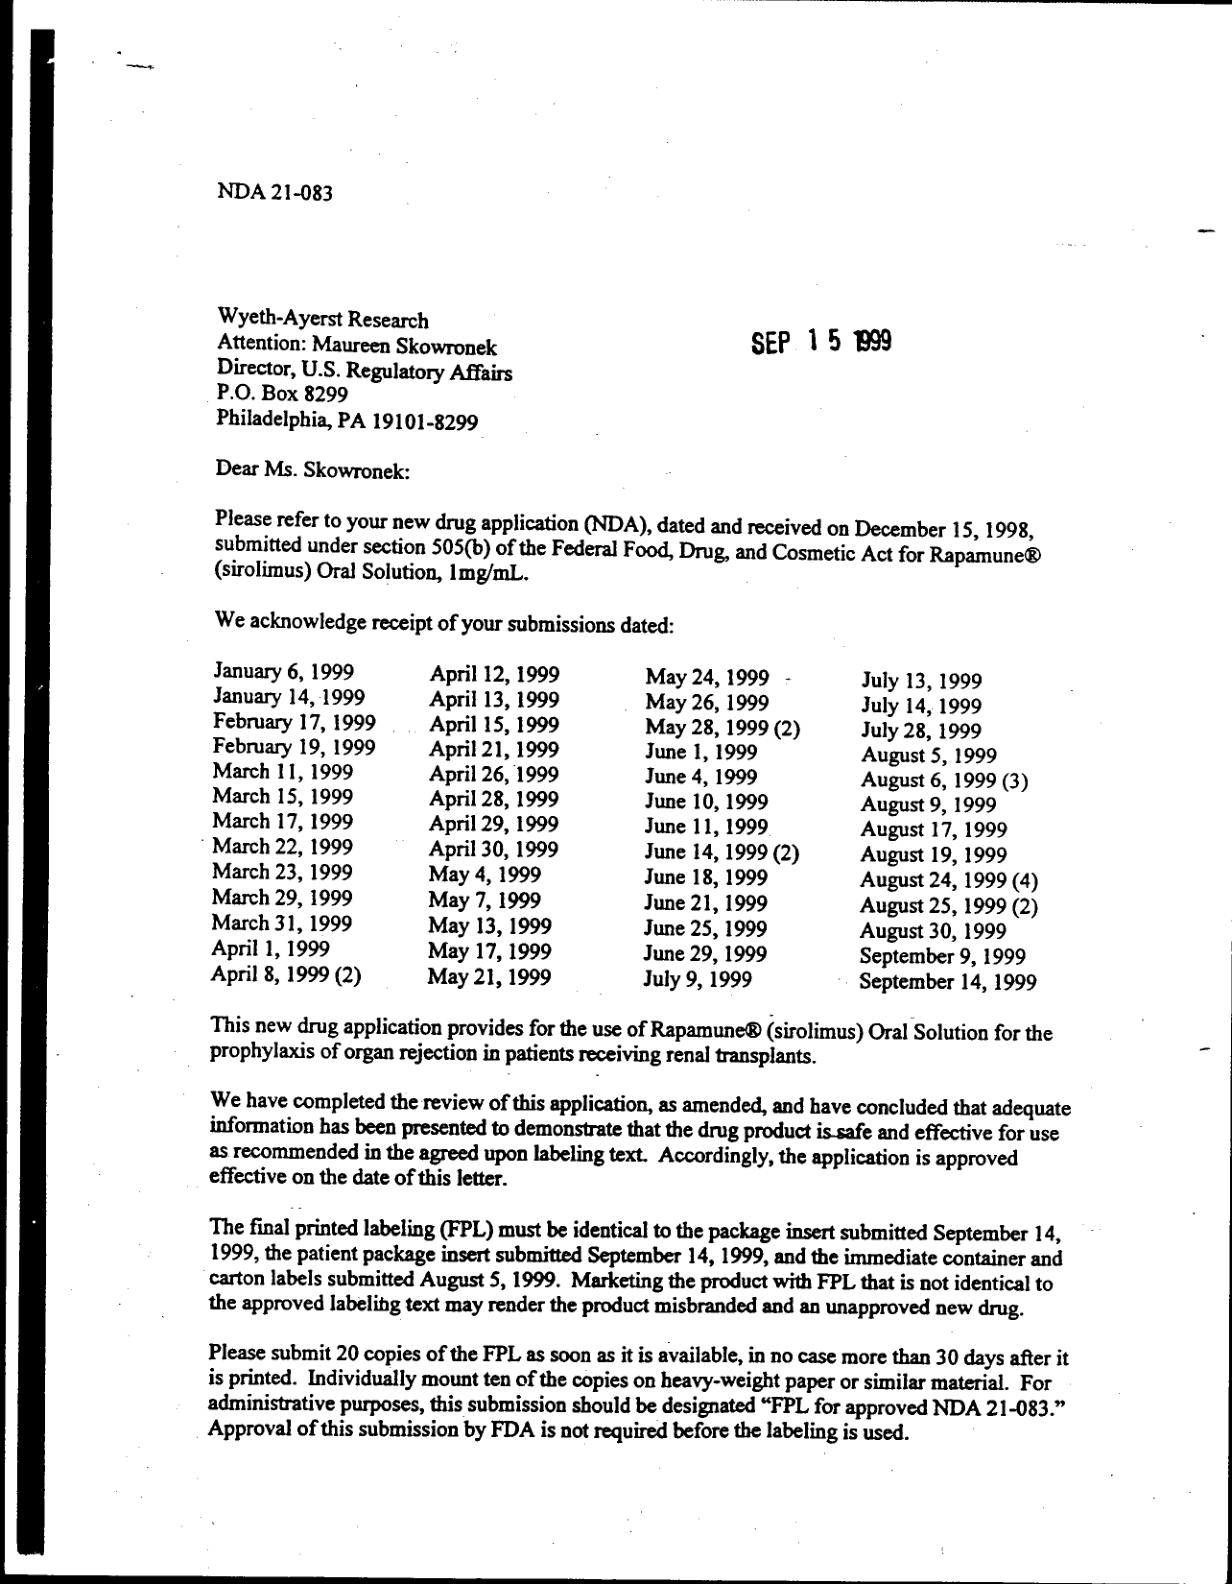 NDA 21-083
Wyeth-Ayerst Research
Attention: Maureen Skowronek
Director, U.S. Regulatory Affairs
P.O. Box 8299
Philadelphia, PA 19101-8299
SEP 15 1999
Dear Ms. Skowronek:
Please refer to your new drug application (NDA), dated and received on December 15, 1998,
submitted under section 505(b) of the Federal Food, Drug, and Cosmetic Act for Rapamune®
(sirolimus) Oral Solution, 1mg/mL.
We acknowledge receipt of your submissions dated:
January 6, 1999 April 12, 1999 May 24, 1999 July 13, 1999
January 14, 1999 April 13, 1999 May 26, 1999 July 14, 1999
February 17, 1999 April 15, 1999 May 28, 1999 (2) July 28, 1999
February 19, 1999 April 21, 1999 June 1, 1999 August 5, 1999
March 11, 1999 April 26, 1999 June 4, 1999 August 6, 1999 (3)
March 15, 1999 April 28, 1999 June 10, 1999 August 9, 1999
March 17, 1999 April 29, 1999 June 11, 1999 August 17, 1999
March 22, 1999 April 30, 1999 June 14, 1999 (2) August 19, 1999
March 23, 1999 May 4, 1999 June 18, 1999 August 24, 1999 (4)
March 29, 1999 May 7, 1999 June 21, 1999 August 25, 1999 (2)
March 31, 1999 May 13, 1999 June 25, 1999 August 30, 1999
April 1, 1999 May 17, 1999 June 29, 1999 September 9, 1999
April 8, 1999 (2) May 21, 1999 July 9, 1999 September 14, 1999
This new drug application provides for the use of Rapamune® (sirolimus) Oral Solution for the
prophylaxis of organ rejection in patients receiving renal transplants.
We have completed the review of this application, as amended, and have concluded that adequate
information has been presented to demonstrate that the drug product is safe and effective for use
as recommended in the agreed upon labeling text. Accordingly, the application is approved
effective on the date of this letter.
The final printed labeling (FPL) must be identical to the package insert submitted September 14,
1999, the patient package insert submitted September 14, 1999, and the immediate container and
carton labels submitted August 5, 1999. Marketing the product with FPL that is not identical to
the approved labeling text may render the product misbranded and an unapproved new drug.
Please submit 20 copies of the FPL as soon as it is available, in no case more than 30 days after it
is printed. Individually mount ten of the copies on heavy-weight paper or similar material. For
administrative purposes, this submission should be designated “FPL for approved NDA 21-083.”
Approval of this submission by FDA is not required before the labeling is used.